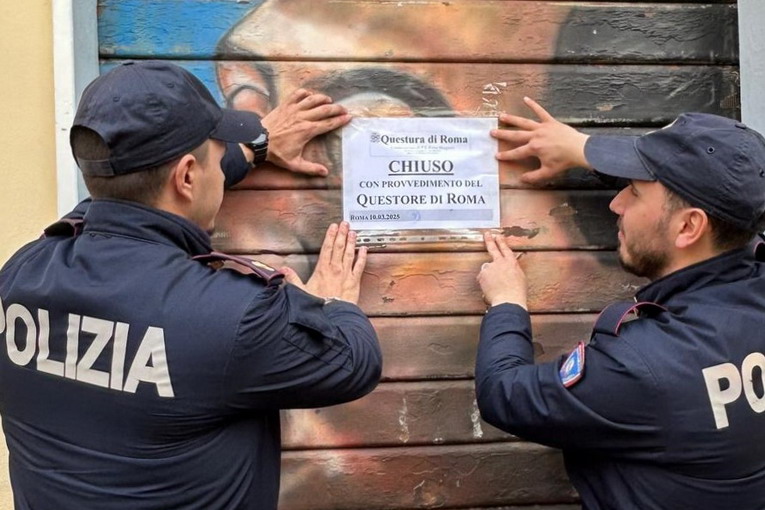 Questura di Roma
CHIUSO
CON PROVVEDIMENTO DEL
QUESTORE DI ROMA
ROMA 10.03.2025
POLIZIA
PO